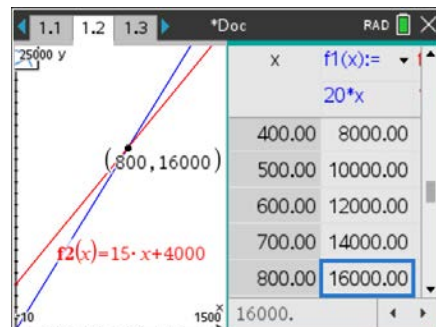 1.1 1.2 1.3 *Doc RAD
25000 y
(800,16000)
f2(x)=15·x+4000
-10 1500 x
x f1(x):=
20*x
400.00 8000.00
500.00 10000.00
600.00 12000.00
700.00 14000.00
800.00 16000.00
16000.